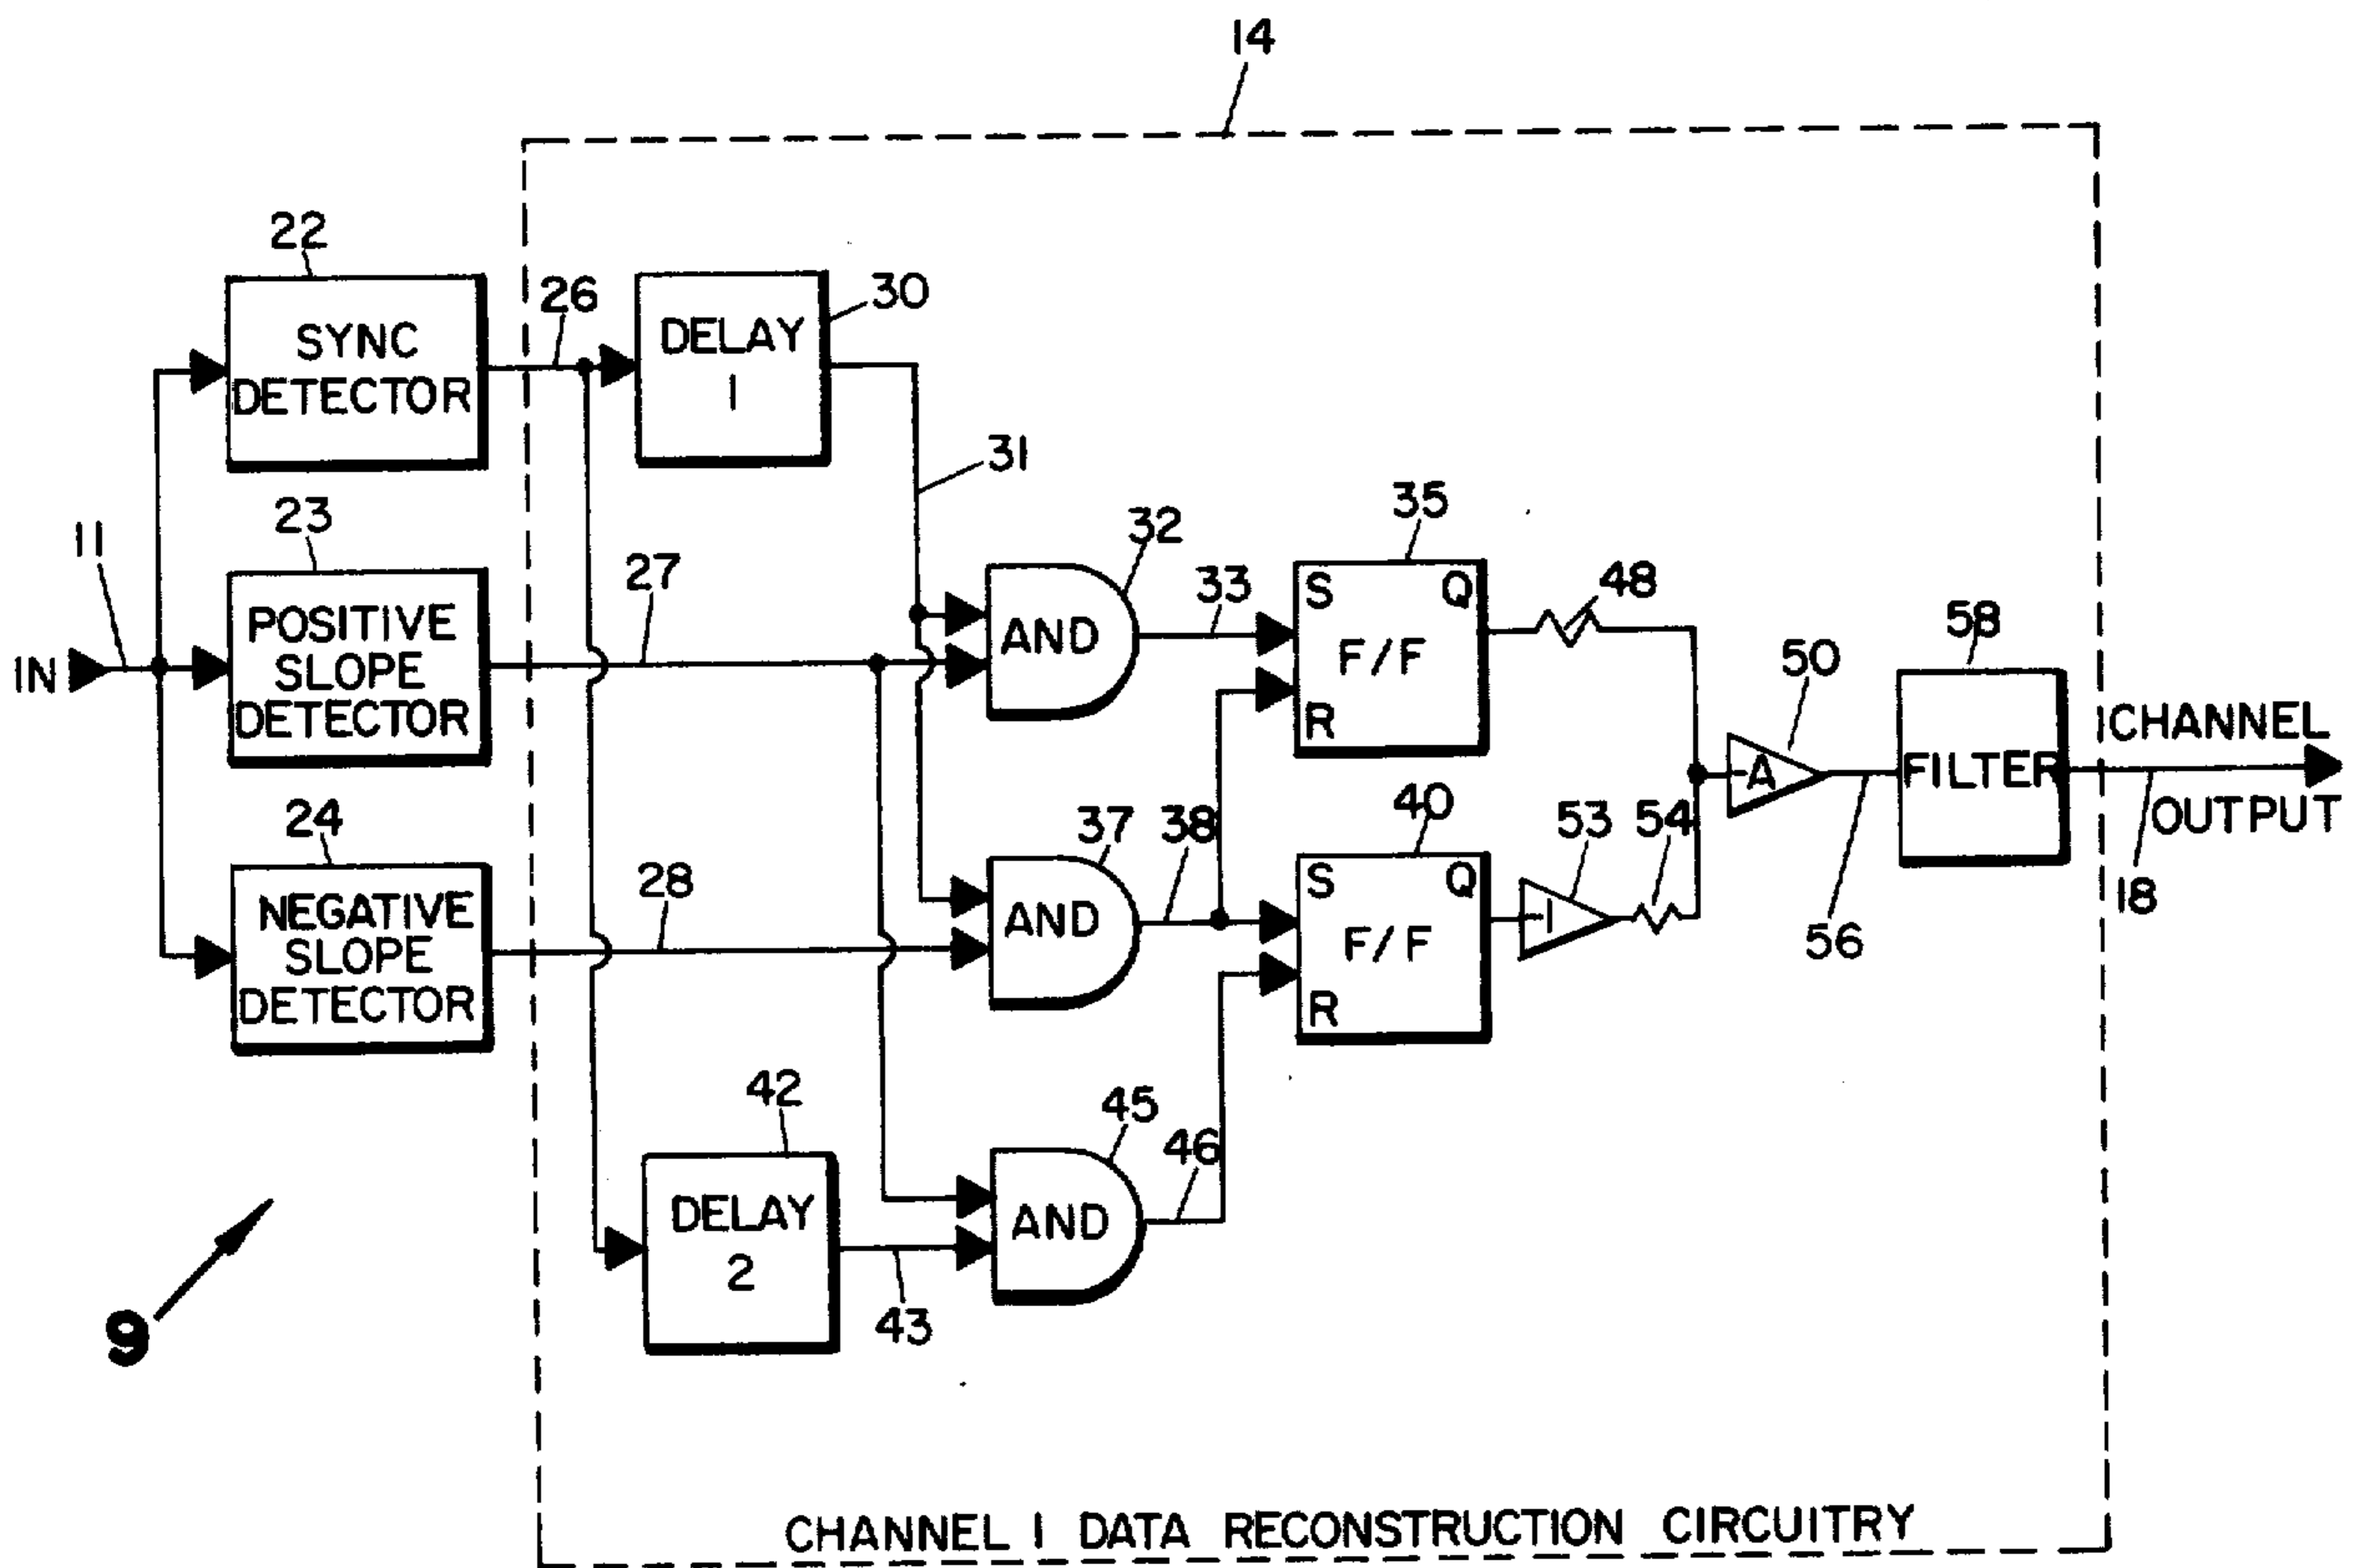 14
22
SYNC
DETECTOR
26
DELAY
1
30
31
11
IN
23
POSITIVE
SLOPE
DETECTOR
27
32
AND
33
35
S Q
F/F
R
48
50
-A
58
FILTER
CHANNEL
OUTPUT
18
56
24
NEGATIVE
SLOPE
DETECTOR
28
37
AND
38
40
S Q
F/F
R
53
-1
54
42
DELAY
2
43
45
AND
46
9
CHANNEL 1 DATA RECONSTRUCTION CIRCUITRY